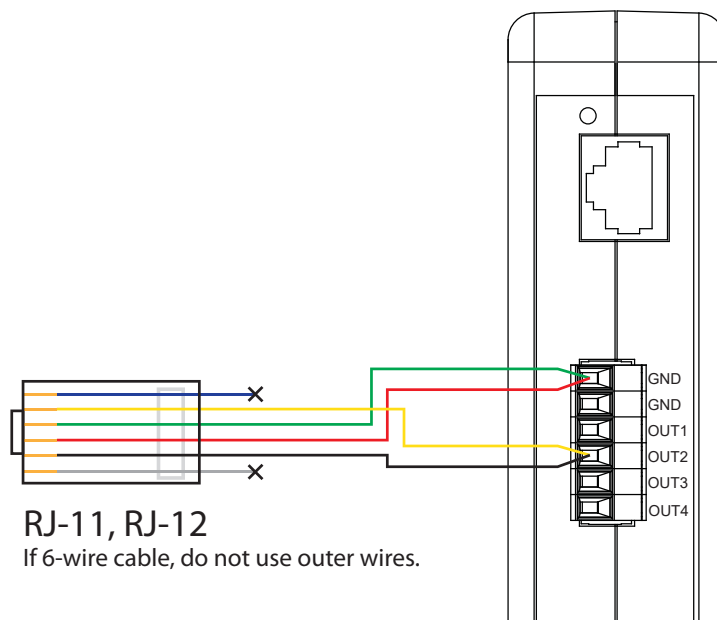 GND
GND
OUT1
OUT2
OUT3
OUT4
RJ-11, RJ-12
If 6-wire cable, do not use outer wires.